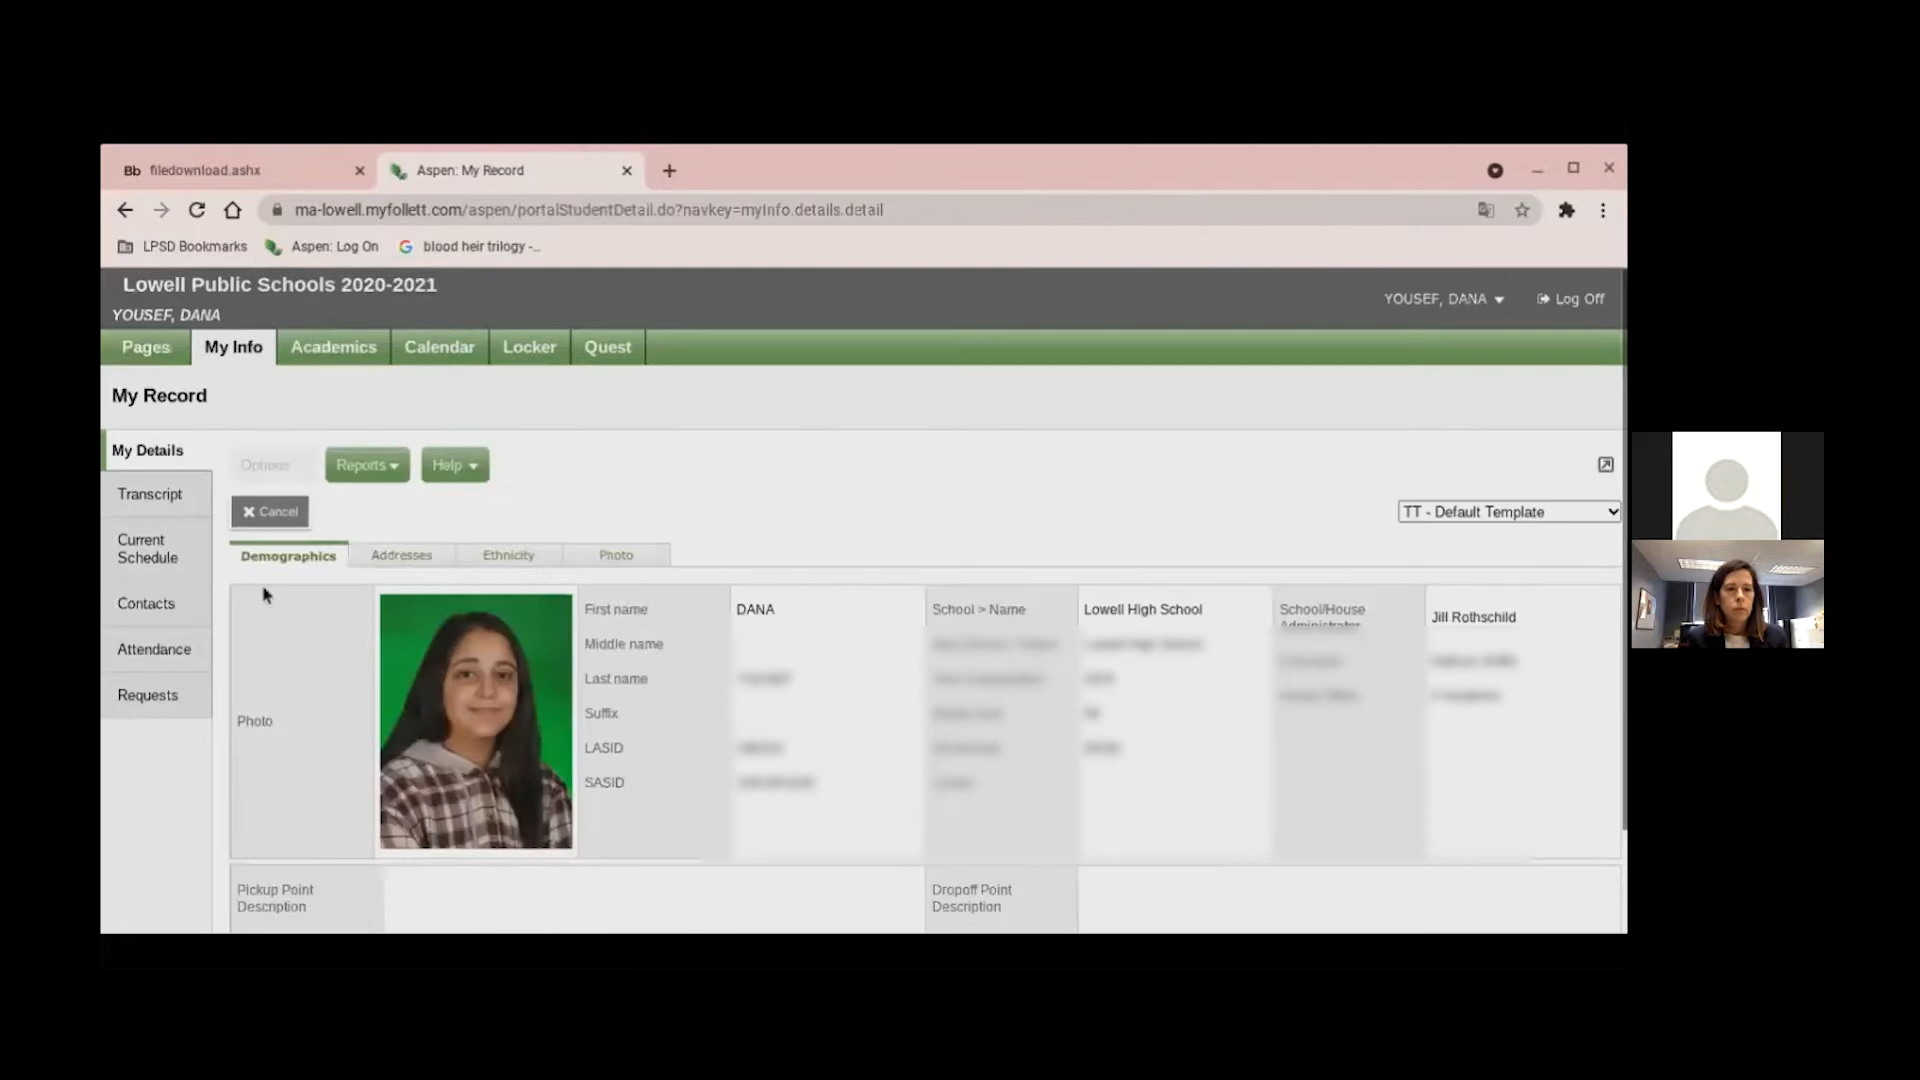 Bb filedownload.ashx
Aspen: My Record
ma-lowell.myfollett.com/aspen/portalStudentDetail.do?navkey=myInfo.details.detail
LPSD Bookmarks
Aspen: Log On
blood heir trilogy -...
Lowell Public Schools 2020-2021
YOUSEF, DANA
YOUSEF, DANA
Log Off
Pages
My Info
Academics
Calendar
Locker
Quest
My Record
My Details
Transcript
Current
Schedule
Contacts
Attendance
Requests
Options
Reports
Help
Cancel
TT - Default Template
Demographics
Addresses
Ethnicity
Photo
Photo
First name
DANA
Middle name
Last name
Suffix
LASID
SASID
School > Name
Lowell High School
School/House
Administrator
Jill Rothschild
Pickup Point
Description
Dropoff Point
Description